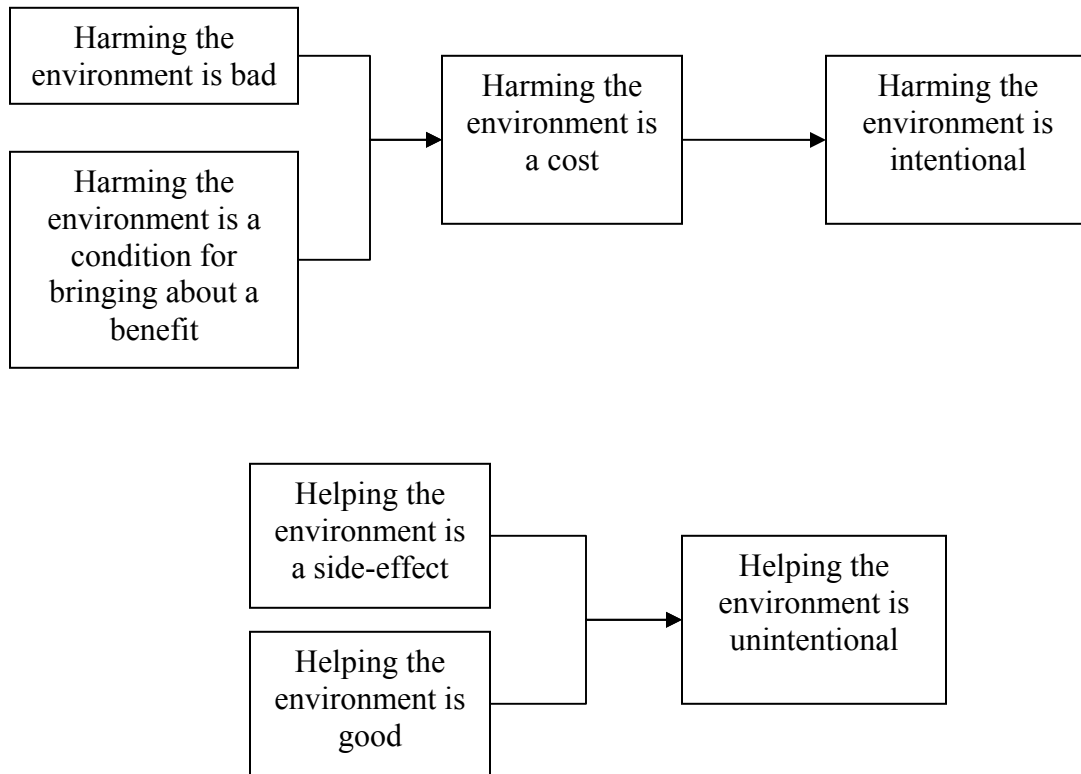 Harming the
environment is bad
Harming the
environment is a
condition for
bringing about a
benefit
Harming the
environment is
a cost
Harming the
environment is
intentional
Helping the
environment is
a side-effect
Helping the
environment is
good
Helping the
environment is
unintentional